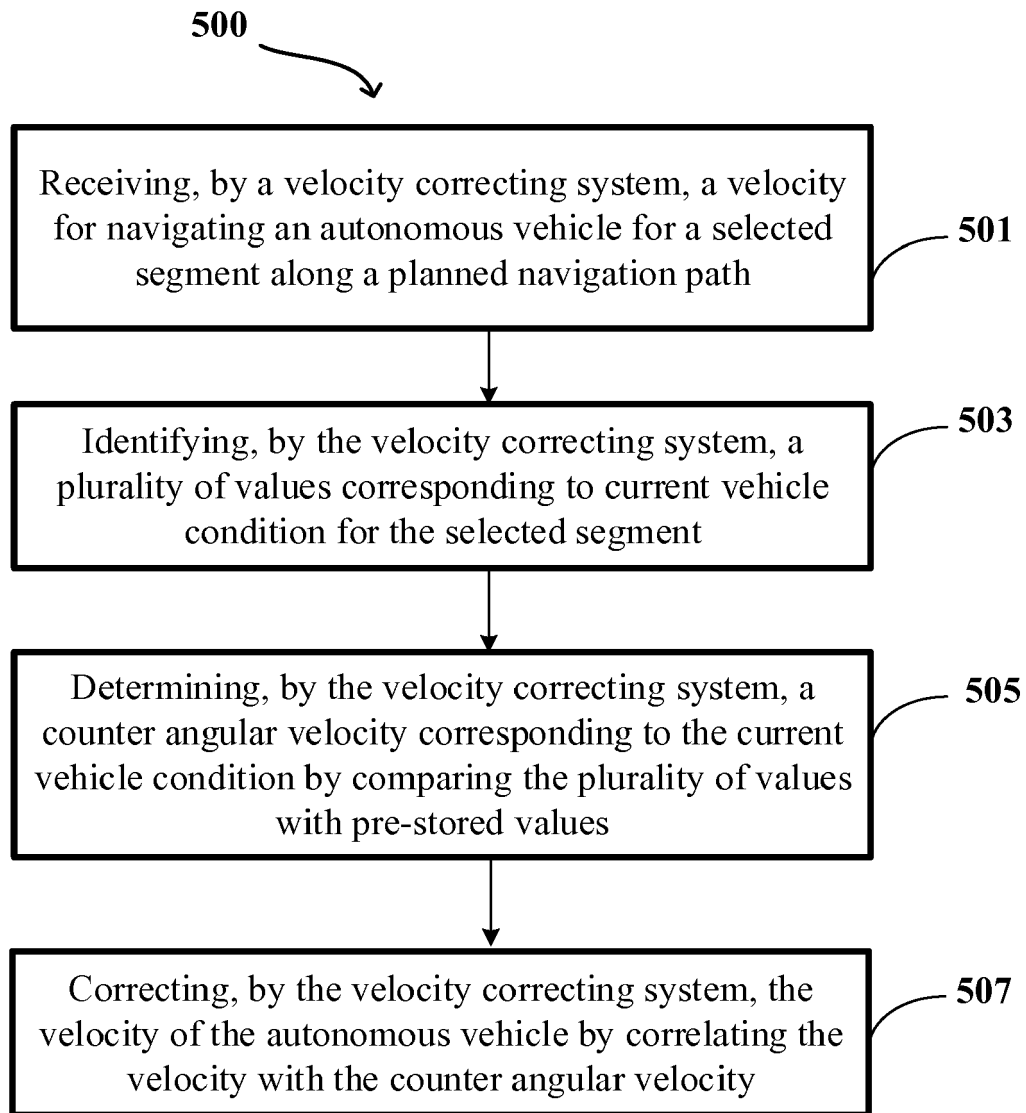 500
Receiving, by a velocity correcting system, a velocity
for navigating an autonomous vehicle for a selected
segment along a planned navigation path
501
Identifying, by the velocity correcting system, a
plurality of values corresponding to current vehicle
condition for the selected segment
503
Determining, by the velocity correcting system, a
counter angular velocity corresponding to the current
vehicle condition by comparing the plurality of values
with pre-stored values
505
Correcting, by the velocity correcting system, the
velocity of the autonomous vehicle by correlating the
velocity with the counter angular velocity
507